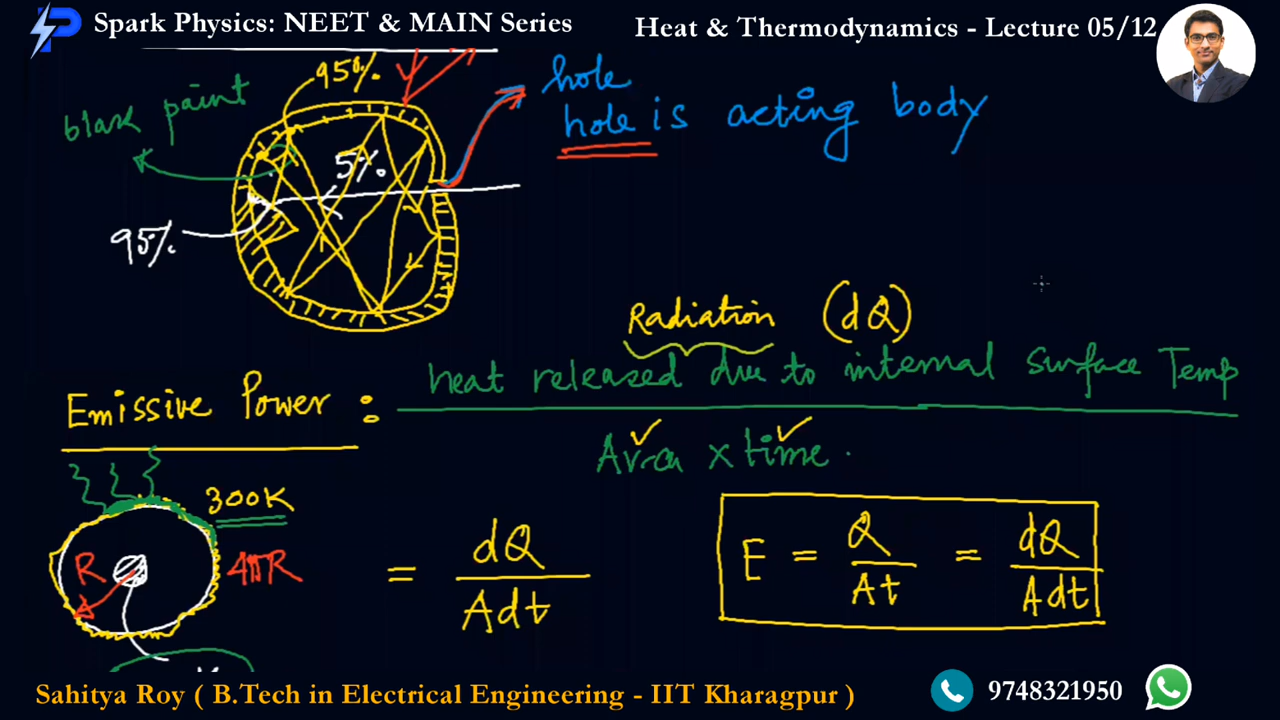 Spark Physics: NEET & MAIN Series
Heat & Thermodynamics - Lecture 05/12
95%
hole
black paint
hole is acting body
5%
95%
Radiation (dQ)
heat released due to internal surface Temp
Emissive Power :
Area x time.
300K
R
4πR
= dQ / Adt
E = Q / At = dQ / Adt
Sahitya Roy ( B.Tech in Electrical Engineering - IIT Kharagpur )
9748321950